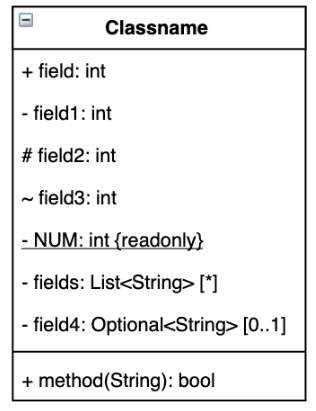 Classname
+ field: int
- field1: int
# field2: int
~ field3: int
- NUM: int {readonly}
- fields: List<String> [*]
- field4: Optional<String> [0..1]
+ method(String): bool